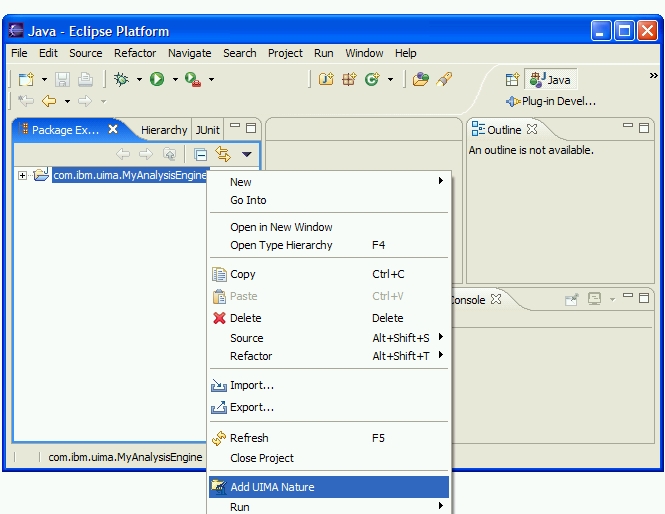 Java - Eclipse Platform
File Edit Source Refactor Navigate Search Project Run Window Help
Java
»
Plug-in Devel...
Package Ex... Hierarchy JUnit
Outline
An outline is not available.
com.ibm.uima.MyAnalysisEngine
New
Go Into
Open in New Window
Open Type Hierarchy F4
Copy Ctrl+C
Paste Ctrl+V
Console
Delete Delete
Source Alt+Shift+S
Refactor Alt+Shift+T
Import...
Export...
Refresh F5
Close Project
com.ibm.uima.MyAnalysisEngine
Add UIMA Nature
Run